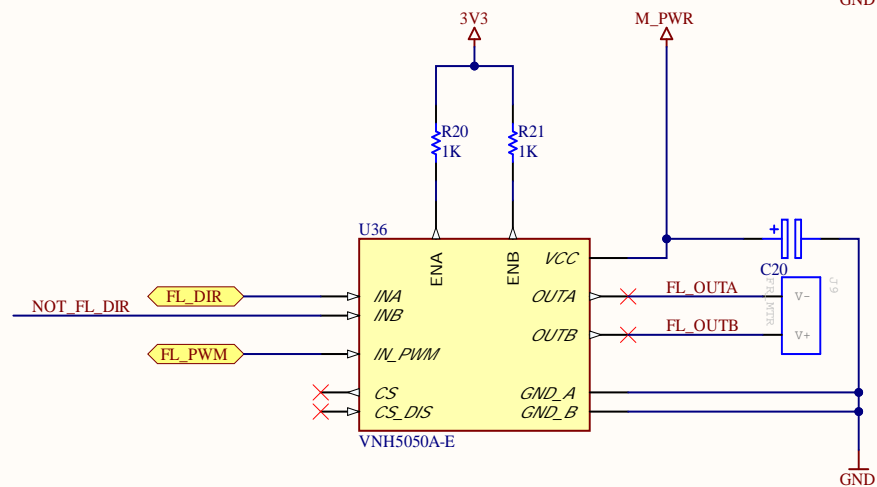 GND
3V3
M_PWR
R20
1K
R21
1K
U36
ENA
ENB
VCC
+
C20
FL_DIR
INA
OUTA
FL_OUTA
V-
J9
NOT_FL_DIR
INB
FR_MTR
FL_PWM
IN_PWM
OUTB
FL_OUTB
V+
CS
GND_A
CS_DIS
GND_B
VNH5050A-E
GND